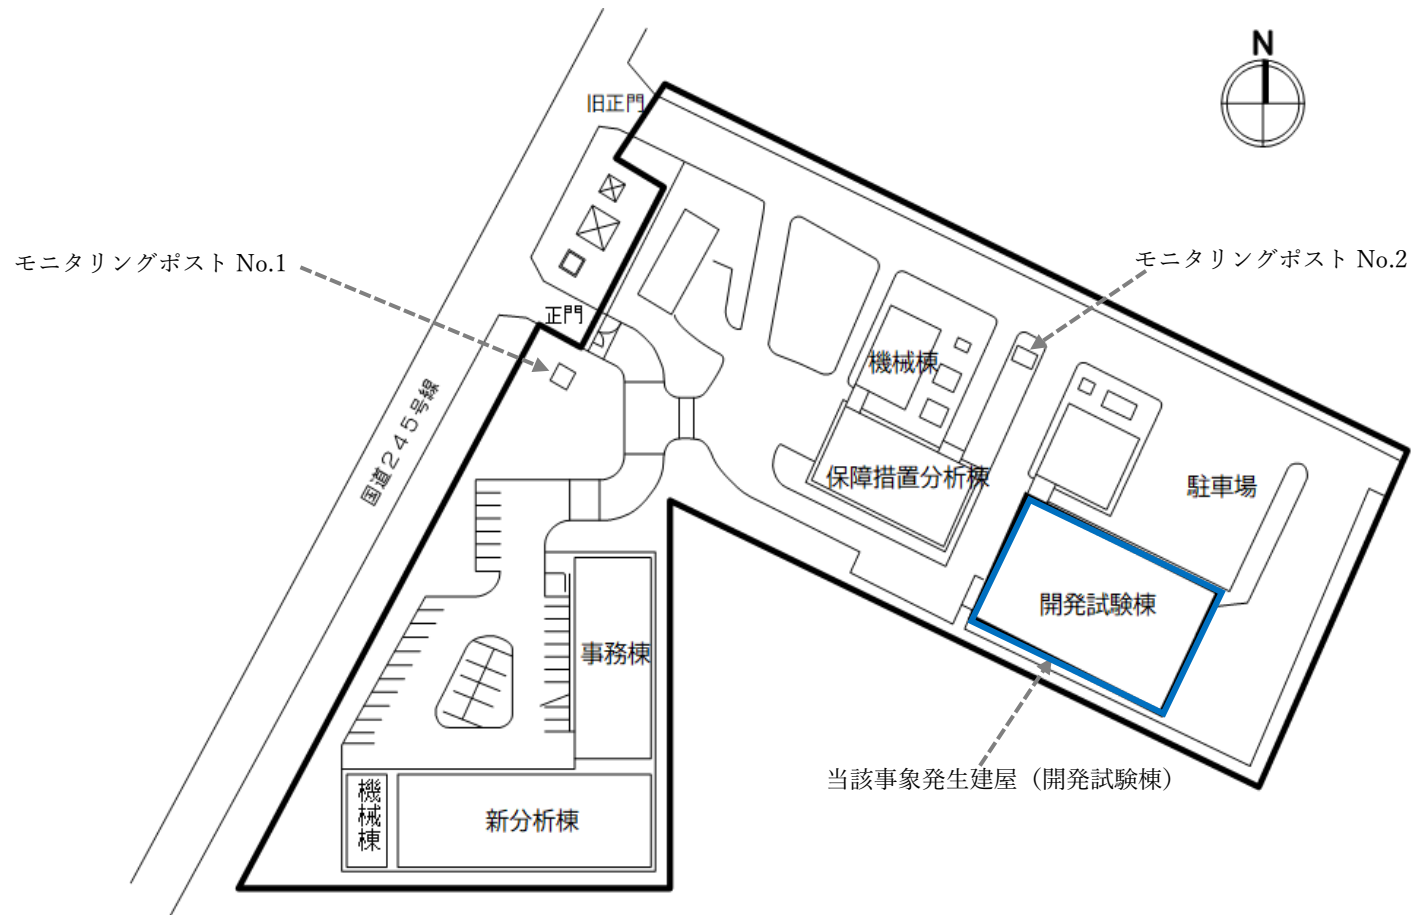 N
旧正門
モニタリングポスト No.1
モニタリングポスト No.2
正門
機械棟
国道245号線
保障措置分析棟
駐車場
開発試験棟
事務棟
当該事象発生建屋（開発試験棟）
機械棟
新分析棟